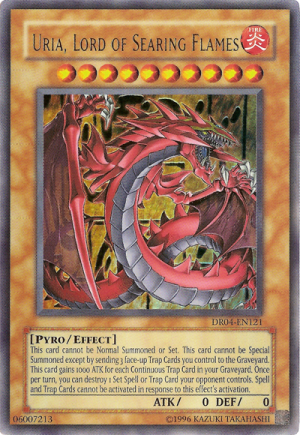 URIA, LORD OF SEARING FLAMES
FIRE
炎
DR04-EN121
[PYRO/EFFECT]
This card cannot be Normal Summoned or Set. This card cannot be Special
Summoned except by sending 3 face-up Trap Cards you control to the Graveyard.
This card gains 1000 ATK for each Continuous Trap Card in your Graveyard. Once
per turn, you can destroy 1 Set Spell or Trap Card your opponent controls. Spell
and Trap Cards cannot be activated in response to this effect's activation.
ATK/ 0 DEF/ 0
06007213
©1996 KAZUKI TAKAHASHI